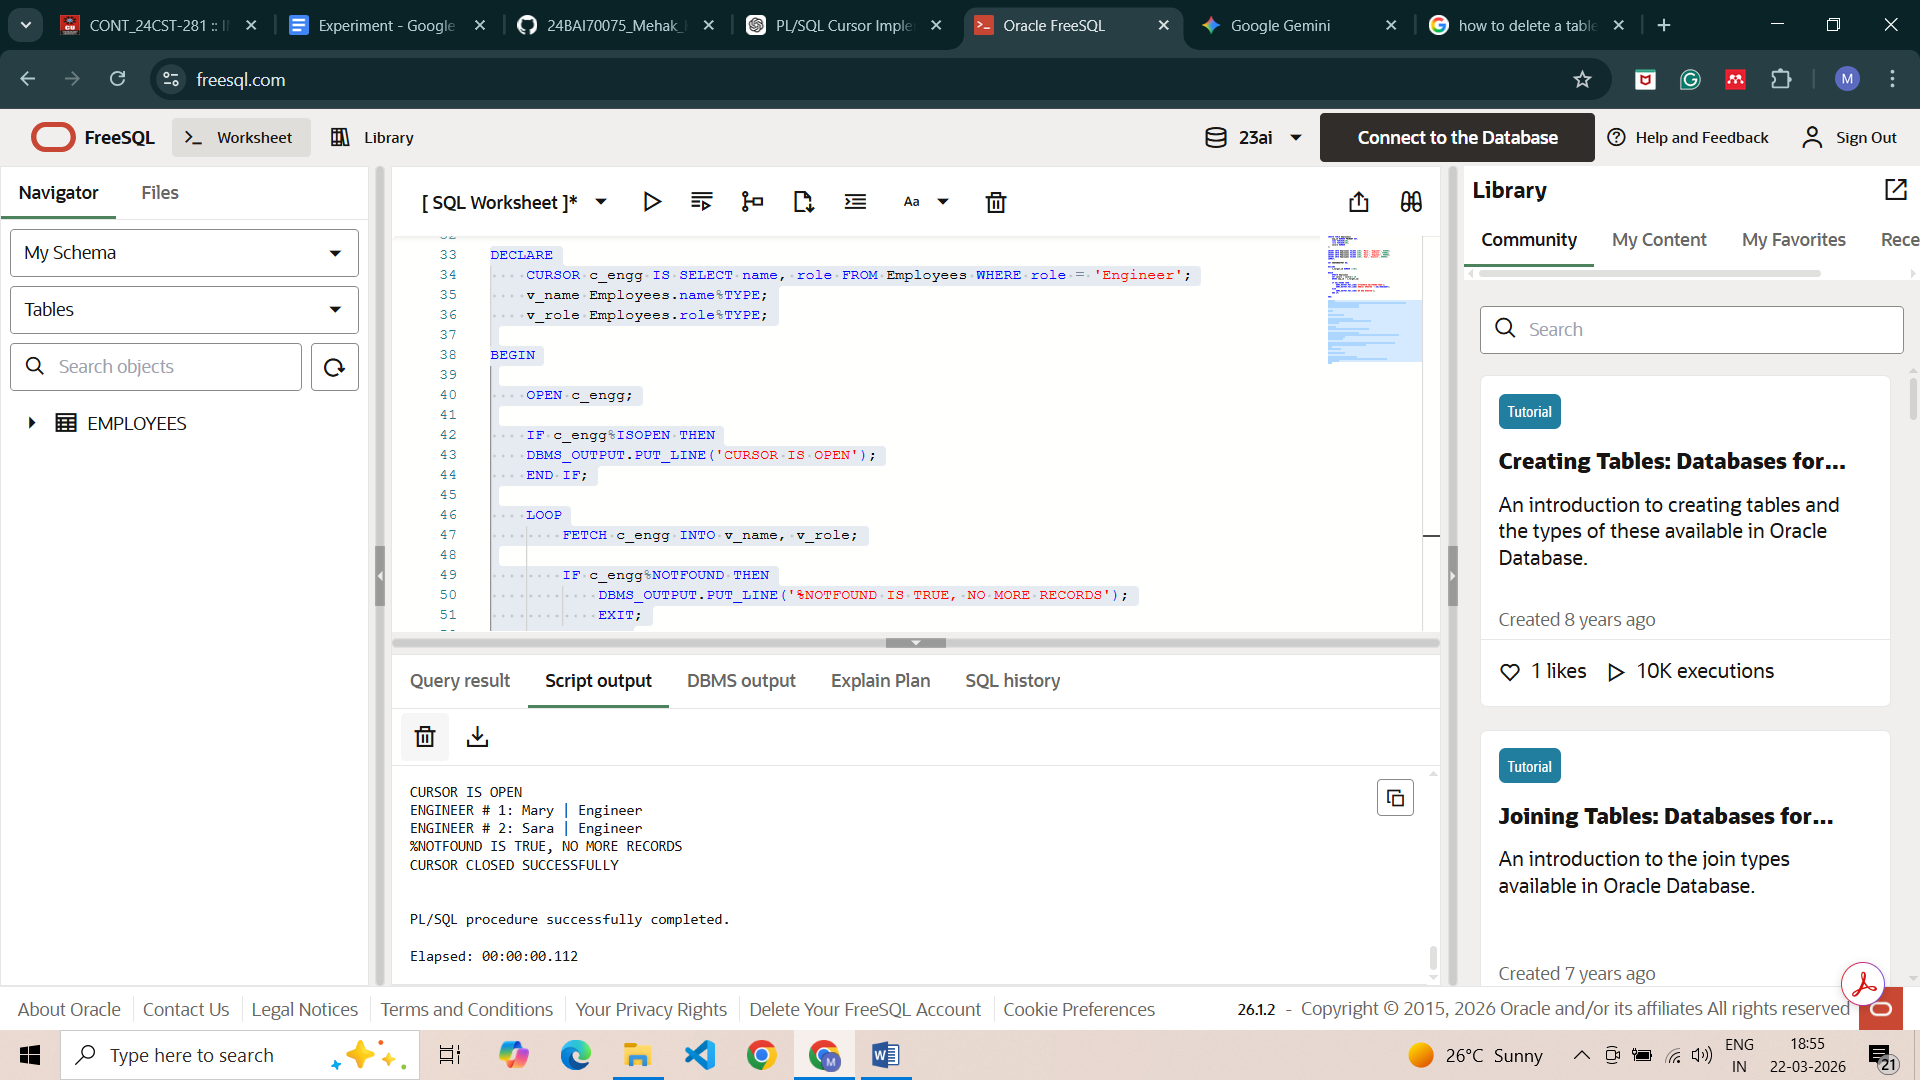 CONT_24CST-281 :: II
Experiment - Google
24BAI70075_Mehak_
PL/SQL Cursor Imple
Oracle FreeSQL
Google Gemini
how to delete a table
freesql.com
M
FreeSQL
Worksheet
Library
23ai
Connect to the Database
Help and Feedback
Sign Out
Navigator
Files
My Schema
Tables
Search objects
EMPLOYEES
[ SQL Worksheet ]*
Aa
33 DECLARE
34 CURSOR c_engg IS SELECT name, role FROM Employees WHERE role = 'Engineer';
35 v_name Employees.name%TYPE;
36 v_role Employees.role%TYPE;
37
38 BEGIN
39
40 OPEN c_engg;
41
42 IF c_engg%ISOPEN THEN
43 DBMS_OUTPUT.PUT_LINE('CURSOR IS OPEN');
44 END IF;
45
46 LOOP
47 FETCH c_engg INTO v_name, v_role;
48
49 IF c_engg%NOTFOUND THEN
50 DBMS_OUTPUT.PUT_LINE('%NOTFOUND IS TRUE, NO MORE RECORDS');
51 EXIT;
Query result
Script output
DBMS output
Explain Plan
SQL history
CURSOR IS OPEN
ENGINEER # 1: Mary | Engineer
ENGINEER # 2: Sara | Engineer
%NOTFOUND IS TRUE, NO MORE RECORDS
CURSOR CLOSED SUCCESSFULLY
PL/SQL procedure successfully completed.
Elapsed: 00:00:00.112
Library
Community
My Content
My Favorites
Rece
Search
Tutorial
Creating Tables: Databases for...
An introduction to creating tables and
the types of these available in Oracle
Database.
Created 8 years ago
1 likes
10K executions
Tutorial
Joining Tables: Databases for...
An introduction to the join types
available in Oracle Database.
Created 7 years ago
About Oracle
Contact Us
Legal Notices
Terms and Conditions
Your Privacy Rights
Delete Your FreeSQL Account
Cookie Preferences
26.1.2 - Copyright © 2015, 2026 Oracle and/or its affiliates All rights reserved
Type here to search
26°C Sunny
ENG
IN
18:55
22-03-2026
21